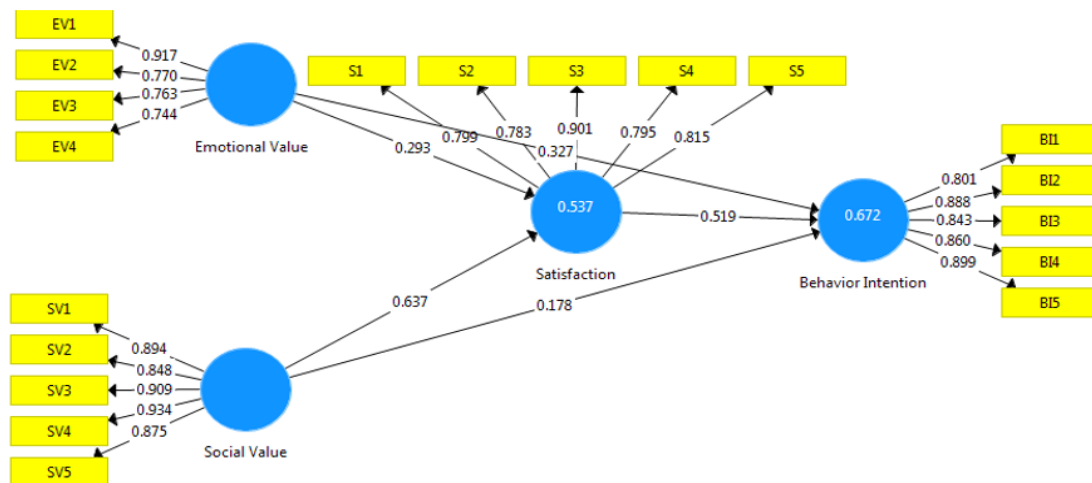 EV1
EV2
EV3
EV4
0.917
0.770
0.763
0.744
Emotional Value
S1
S2
S3
S4
S5
0.799
0.783
0.901
0.795
0.815
0.293
0.327
0.537
Satisfaction
0.519
0.672
Behavior Intention
0.801
0.888
0.843
0.860
0.899
BI1
BI2
BI3
BI4
BI5
0.637
0.178
SV1
SV2
SV3
SV4
SV5
0.894
0.848
0.909
0.934
0.875
Social Value